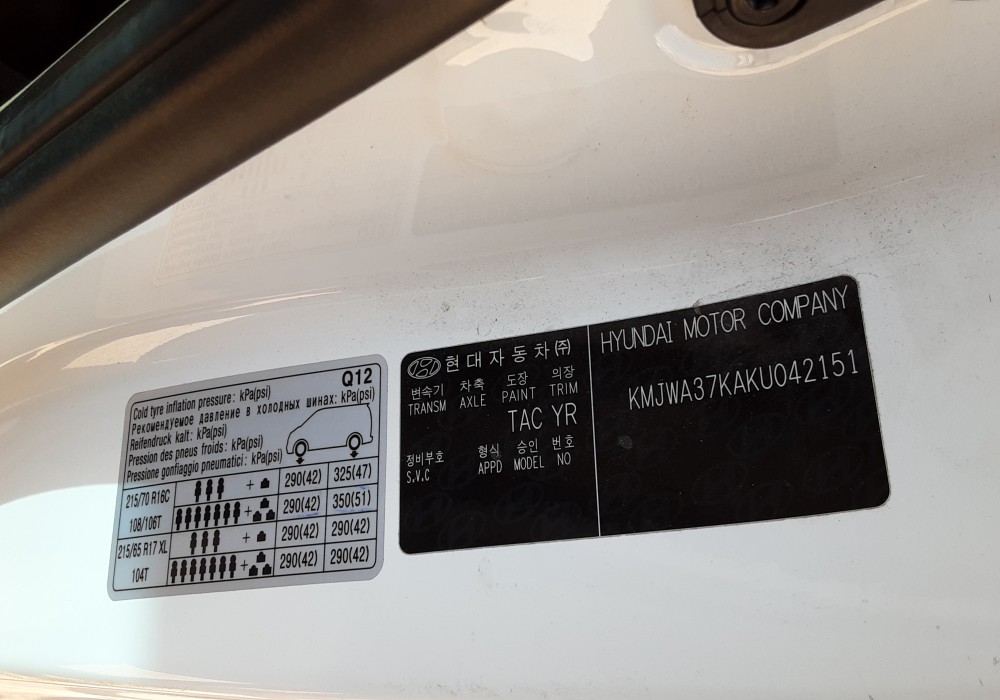 Q12
Cold tyre inflation pressure: kPa(psi)
Рекомендуемое давление в холодных шинах: kPa(psi)
Reifendruck kalt: kPa(psi)
Pression des pneus froids: kPa(psi)
Pressione gonfiaggio pneumatici: kPa(psi)
215/70 R16C
108/106T
+ 290(42) 325(47)
+ 290(42) 350(51)
215/65 R17 XL
104T
+ 290(42) 290(42)
+ 290(42) 290(42)
현대자동차(주)
변속기 차축 도장 의장
TRANSM AXLE PAINT TRIM
TAC YR
정비부호 형식 승인 번호
S.V.C APPD MODEL NO
HYUNDAI MOTOR COMPANY
KMJWA37KAKU042151